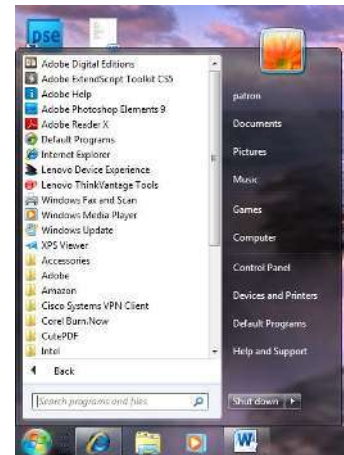 pse
Adobe Digital Editions
Adobe ExtendScript Toolkit CS5
Adobe Help
Adobe Photoshop Elements 9
Adobe Reader X
Default Programs
Internet Explorer
Lenovo Device Experience
Lenovo ThinkVantage Tools
Windows Fax and Scan
Windows Media Player
Windows Update
XPS Viewer
Accessories
Adobe
Amazon
Cisco Systems VPN Client
Corel Burn.Now
CutePDF
Intel
Back
Search programs and files
patron
Documents
Pictures
Music
Games
Computer
Control Panel
Devices and Printers
Default Programs
Help and Support
Shut down
W